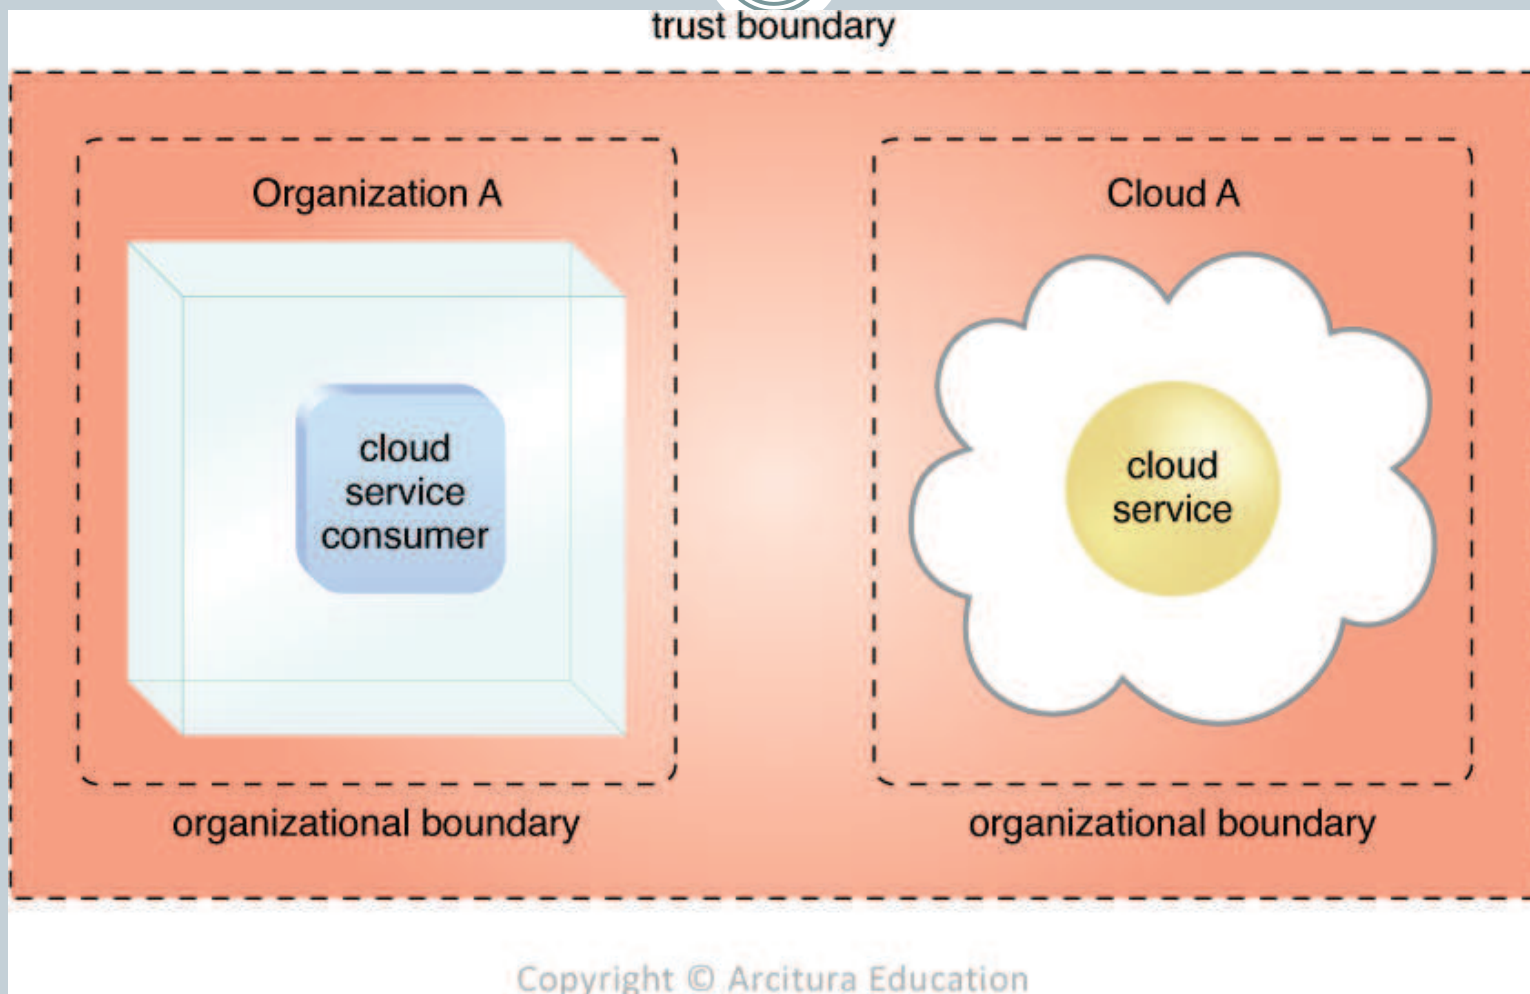 trust boundary
Organization A
cloud
service
consumer
organizational boundary
Cloud A
cloud
service
organizational boundary
Copyright © Arcitura Education